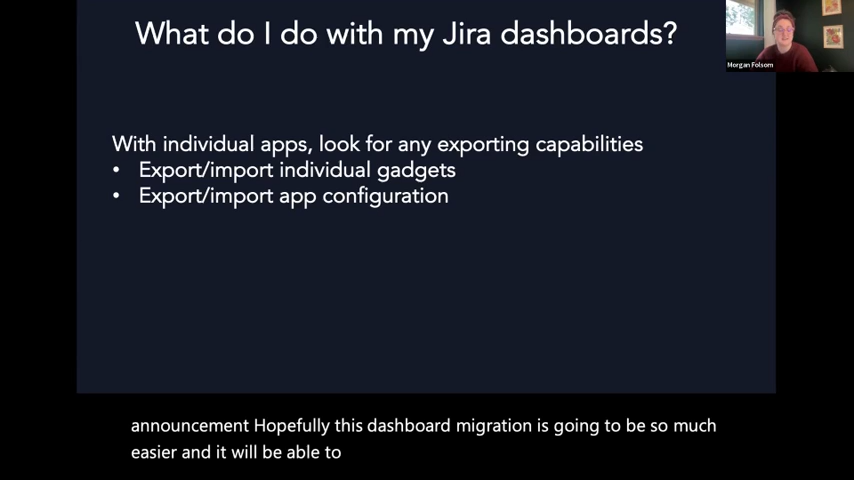 What do I do with my Jira dashboards?
Morgan Folsom
With individual apps, look for any exporting capabilities
• Export/import individual gadgets
• Export/import app configuration
announcement Hopefully this dashboard migration is going to be so much
easier and it will be able to